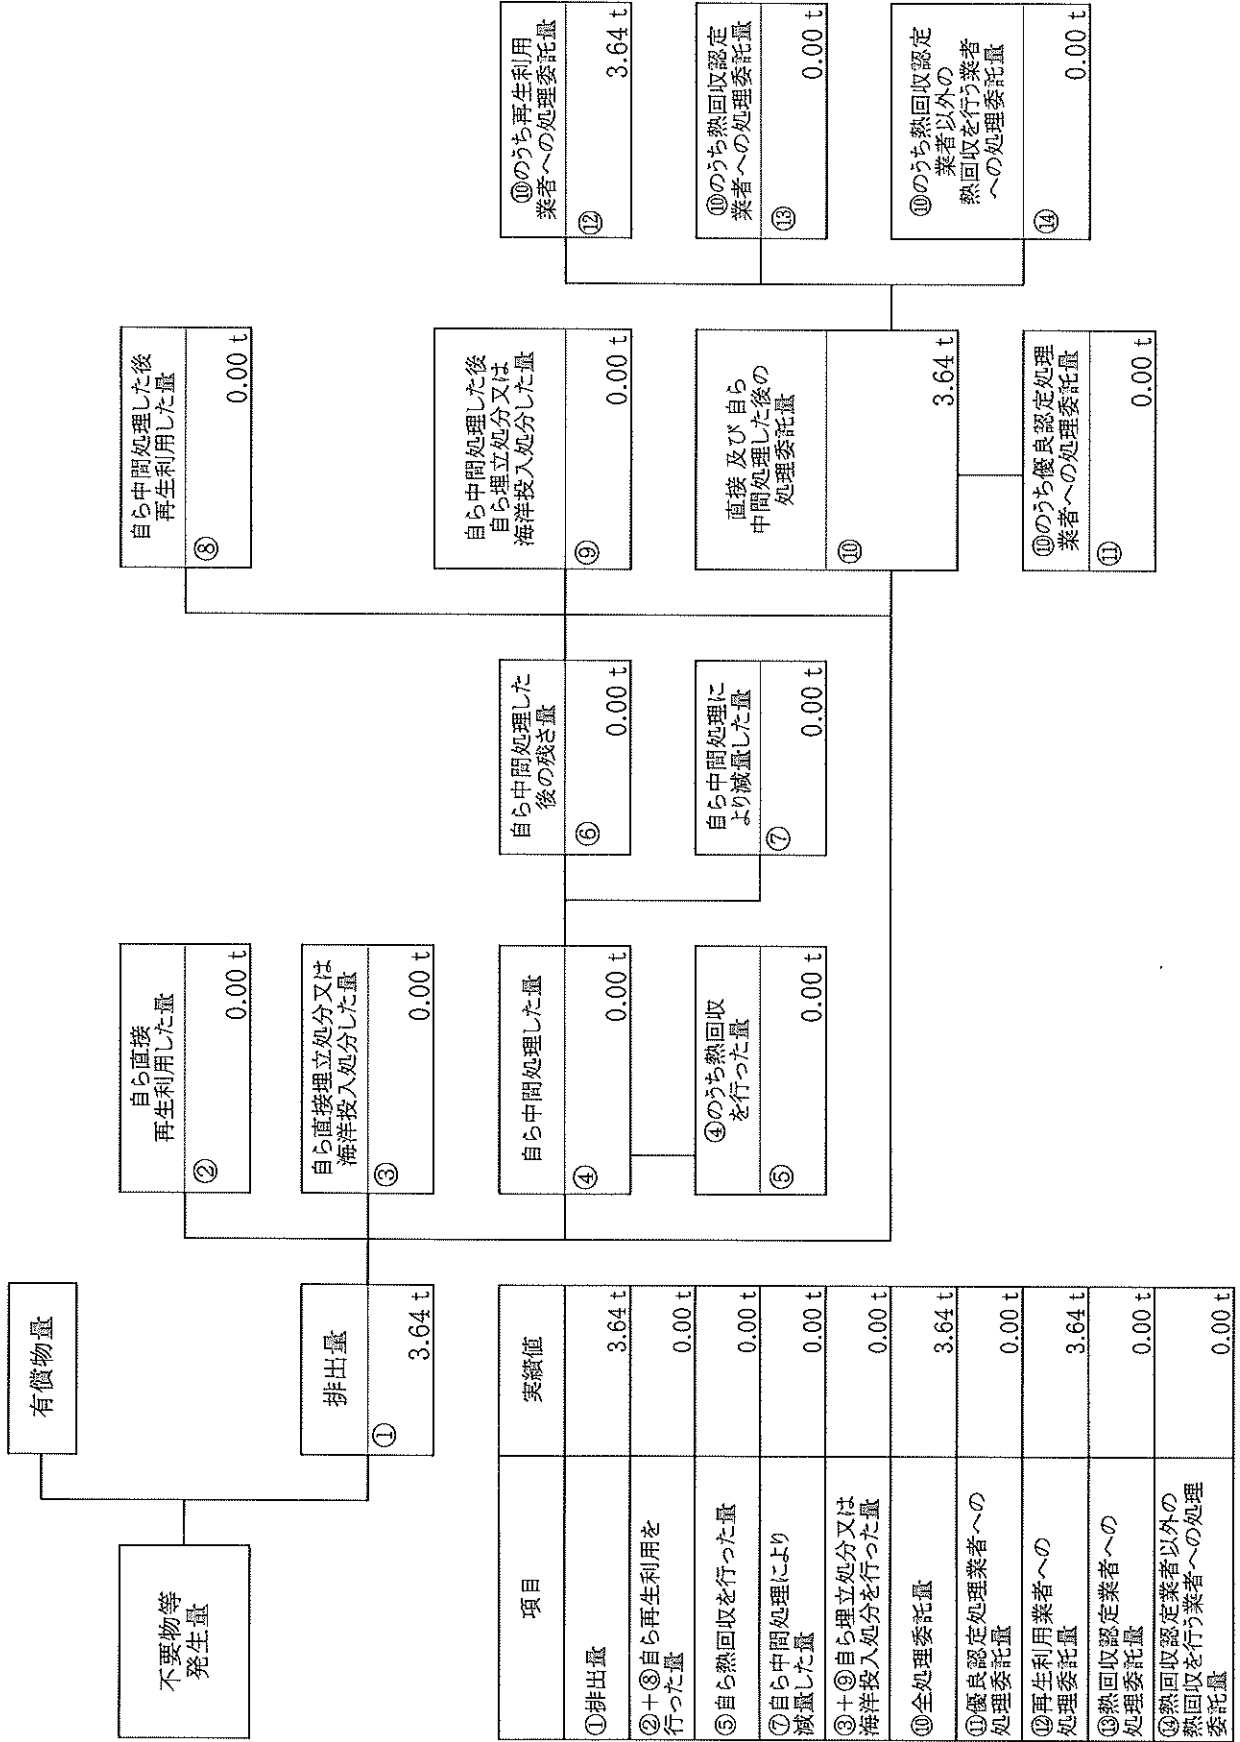 不要物等
発生量
有償物量
排出量
① 3.64 t
自ら直接
再生利用した量
② 0.00 t
自ら直接埋立処分又は
海洋投入処分した量
③ 0.00 t
自ら中間処理した量
④ 0.00 t
④のうち熱回収
を行った量
⑤ 0.00 t
自ら中間処理した
後の残さ量
⑥ 0.00 t
自ら中間処理に
より減量した量
⑦ 0.00 t
自ら中間処理した後
再生利用した量
⑧ 0.00 t
自ら中間処理した後
自ら埋立処分又は
海洋投入処分した量
⑨ 0.00 t
直接 及び 自ら
中間処理した後の
処理委託量
⑩ 3.64 t
⑩のうち優良認定処理
業者への処理委託量
⑪ 0.00 t
⑩のうち再生利用
業者への処理委託量
⑫ 3.64 t
⑩のうち熱回収認定
業者への処理委託量
⑬ 0.00 t
⑩のうち熱回収認定
業者以外の
熱回収を行う業者
への処理委託量
⑭ 0.00 t
項目 実績値
①排出量 3.64 t
②＋⑧自ら再生利用を
行った量 0.00 t
⑤自ら熱回収を行った量 0.00 t
⑦自ら中間処理により
減量した量 0.00 t
③＋⑨自ら埋立処分又は
海洋投入処分を行った量 0.00 t
⑩全処理委託量 3.64 t
⑪優良認定処理業者への
処理委託量 0.00 t
⑫再生利用業者への
処理委託量 3.64 t
⑬熱回収認定業者への
処理委託量 0.00 t
⑭熱回収認定業者以外の
熱回収を行う業者への処理
委託量 0.00 t